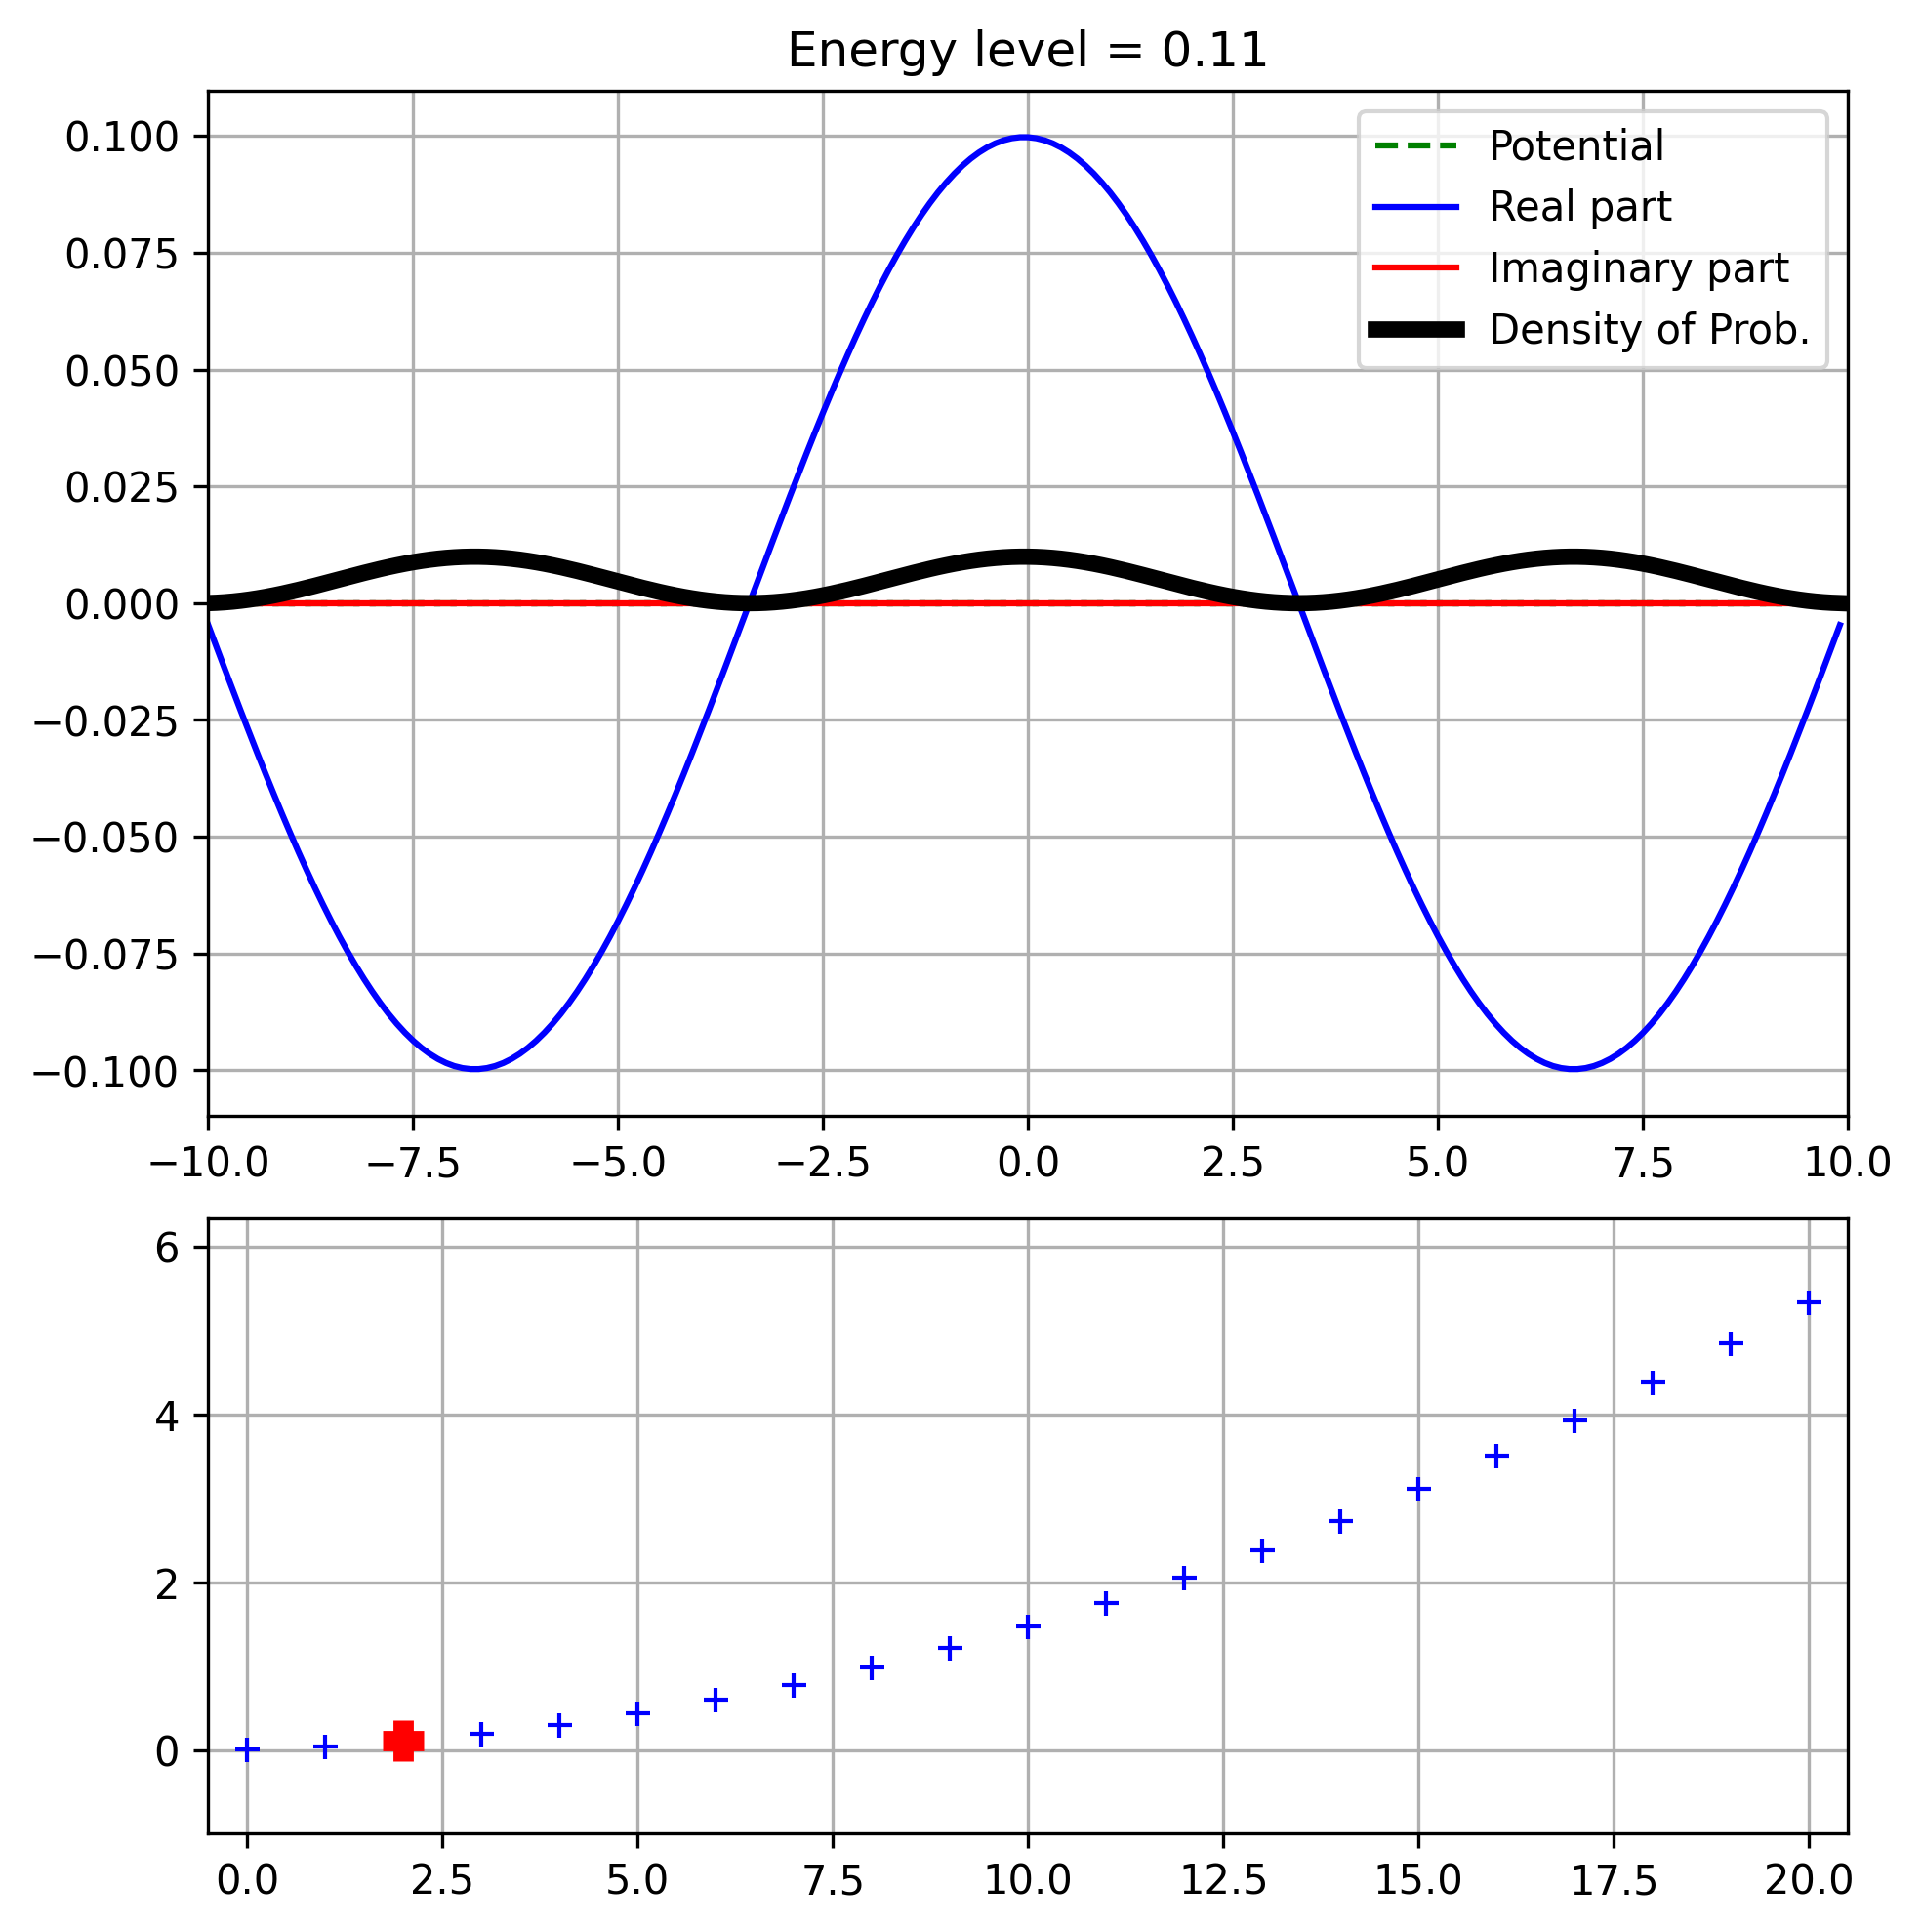 Energy level = 0.11
0.100
0.075
0.050
0.025
0.000
−0.025
−0.050
−0.075
−0.100
Potential
Real part
Imaginary part
Density of Prob.
−10.0 −7.5 −5.0 −2.5 0.0 2.5 5.0 7.5 10.0
6
4
2
0
0.0 2.5 5.0 7.5 10.0 12.5 15.0 17.5 20.0